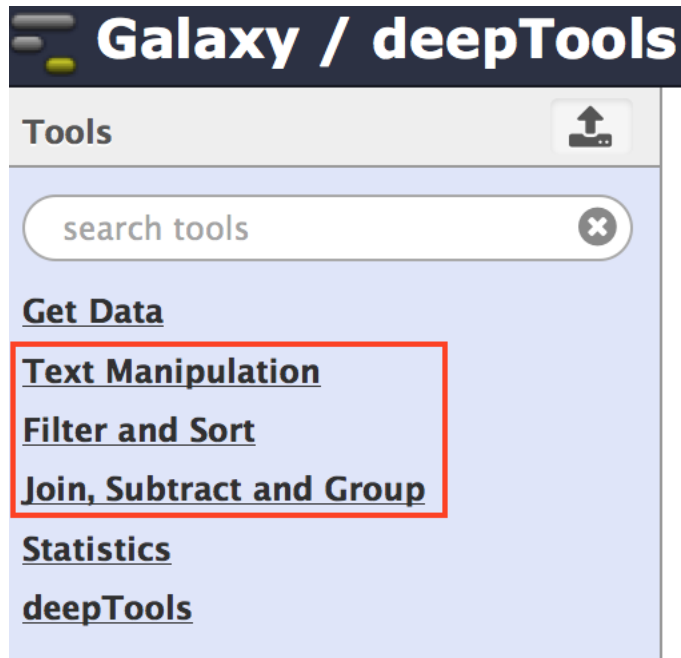 Galaxy / deepTools
Tools
search tools
Get Data
Text Manipulation
Filter and Sort
Join, Subtract and Group
Statistics
deepTools